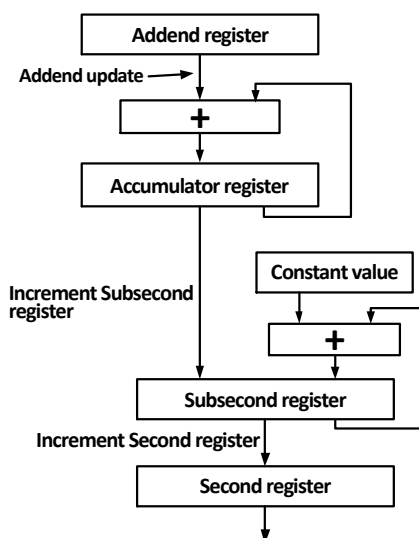 Addend register
Addend update
+
Accumulator register
Increment Subsecond
register
Constant value
+
Subsecond register
Increment Second register
Second register